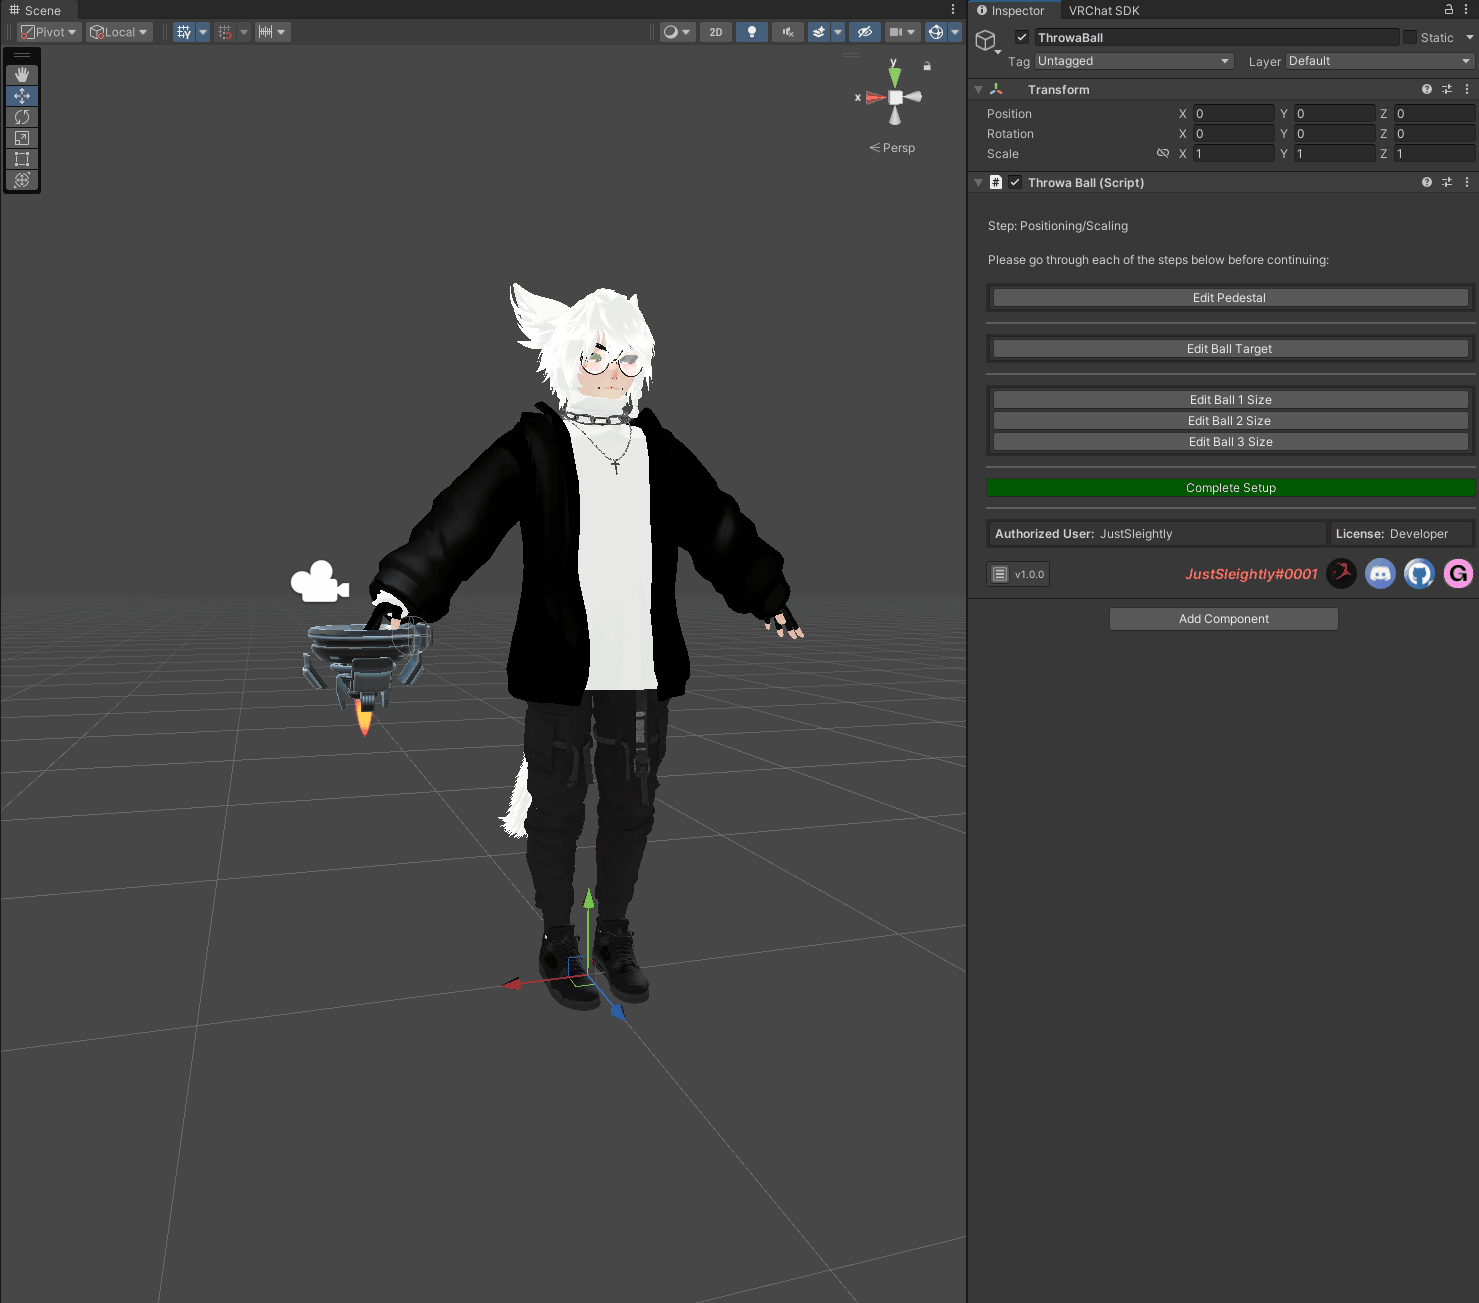 Scene
Pivot Local 2D
y
x
Persp
Inspector VRChat SDK
ThrowaBall Static
Tag Untagged Layer Default
Transform
Position X 0 Y 0 Z 0
Rotation X 0 Y 0 Z 0
Scale X 1 Y 1 Z 1
# Throwa Ball (Script)
Step: Positioning/Scaling
Please go through each of the steps below before continuing:
Edit Pedestal
Edit Ball Target
Edit Ball 1 Size
Edit Ball 2 Size
Edit Ball 3 Size
Complete Setup
Authorized User: JustSleightly License: Developer
v1.0.0 JustSleightly#0001 G
Add Component